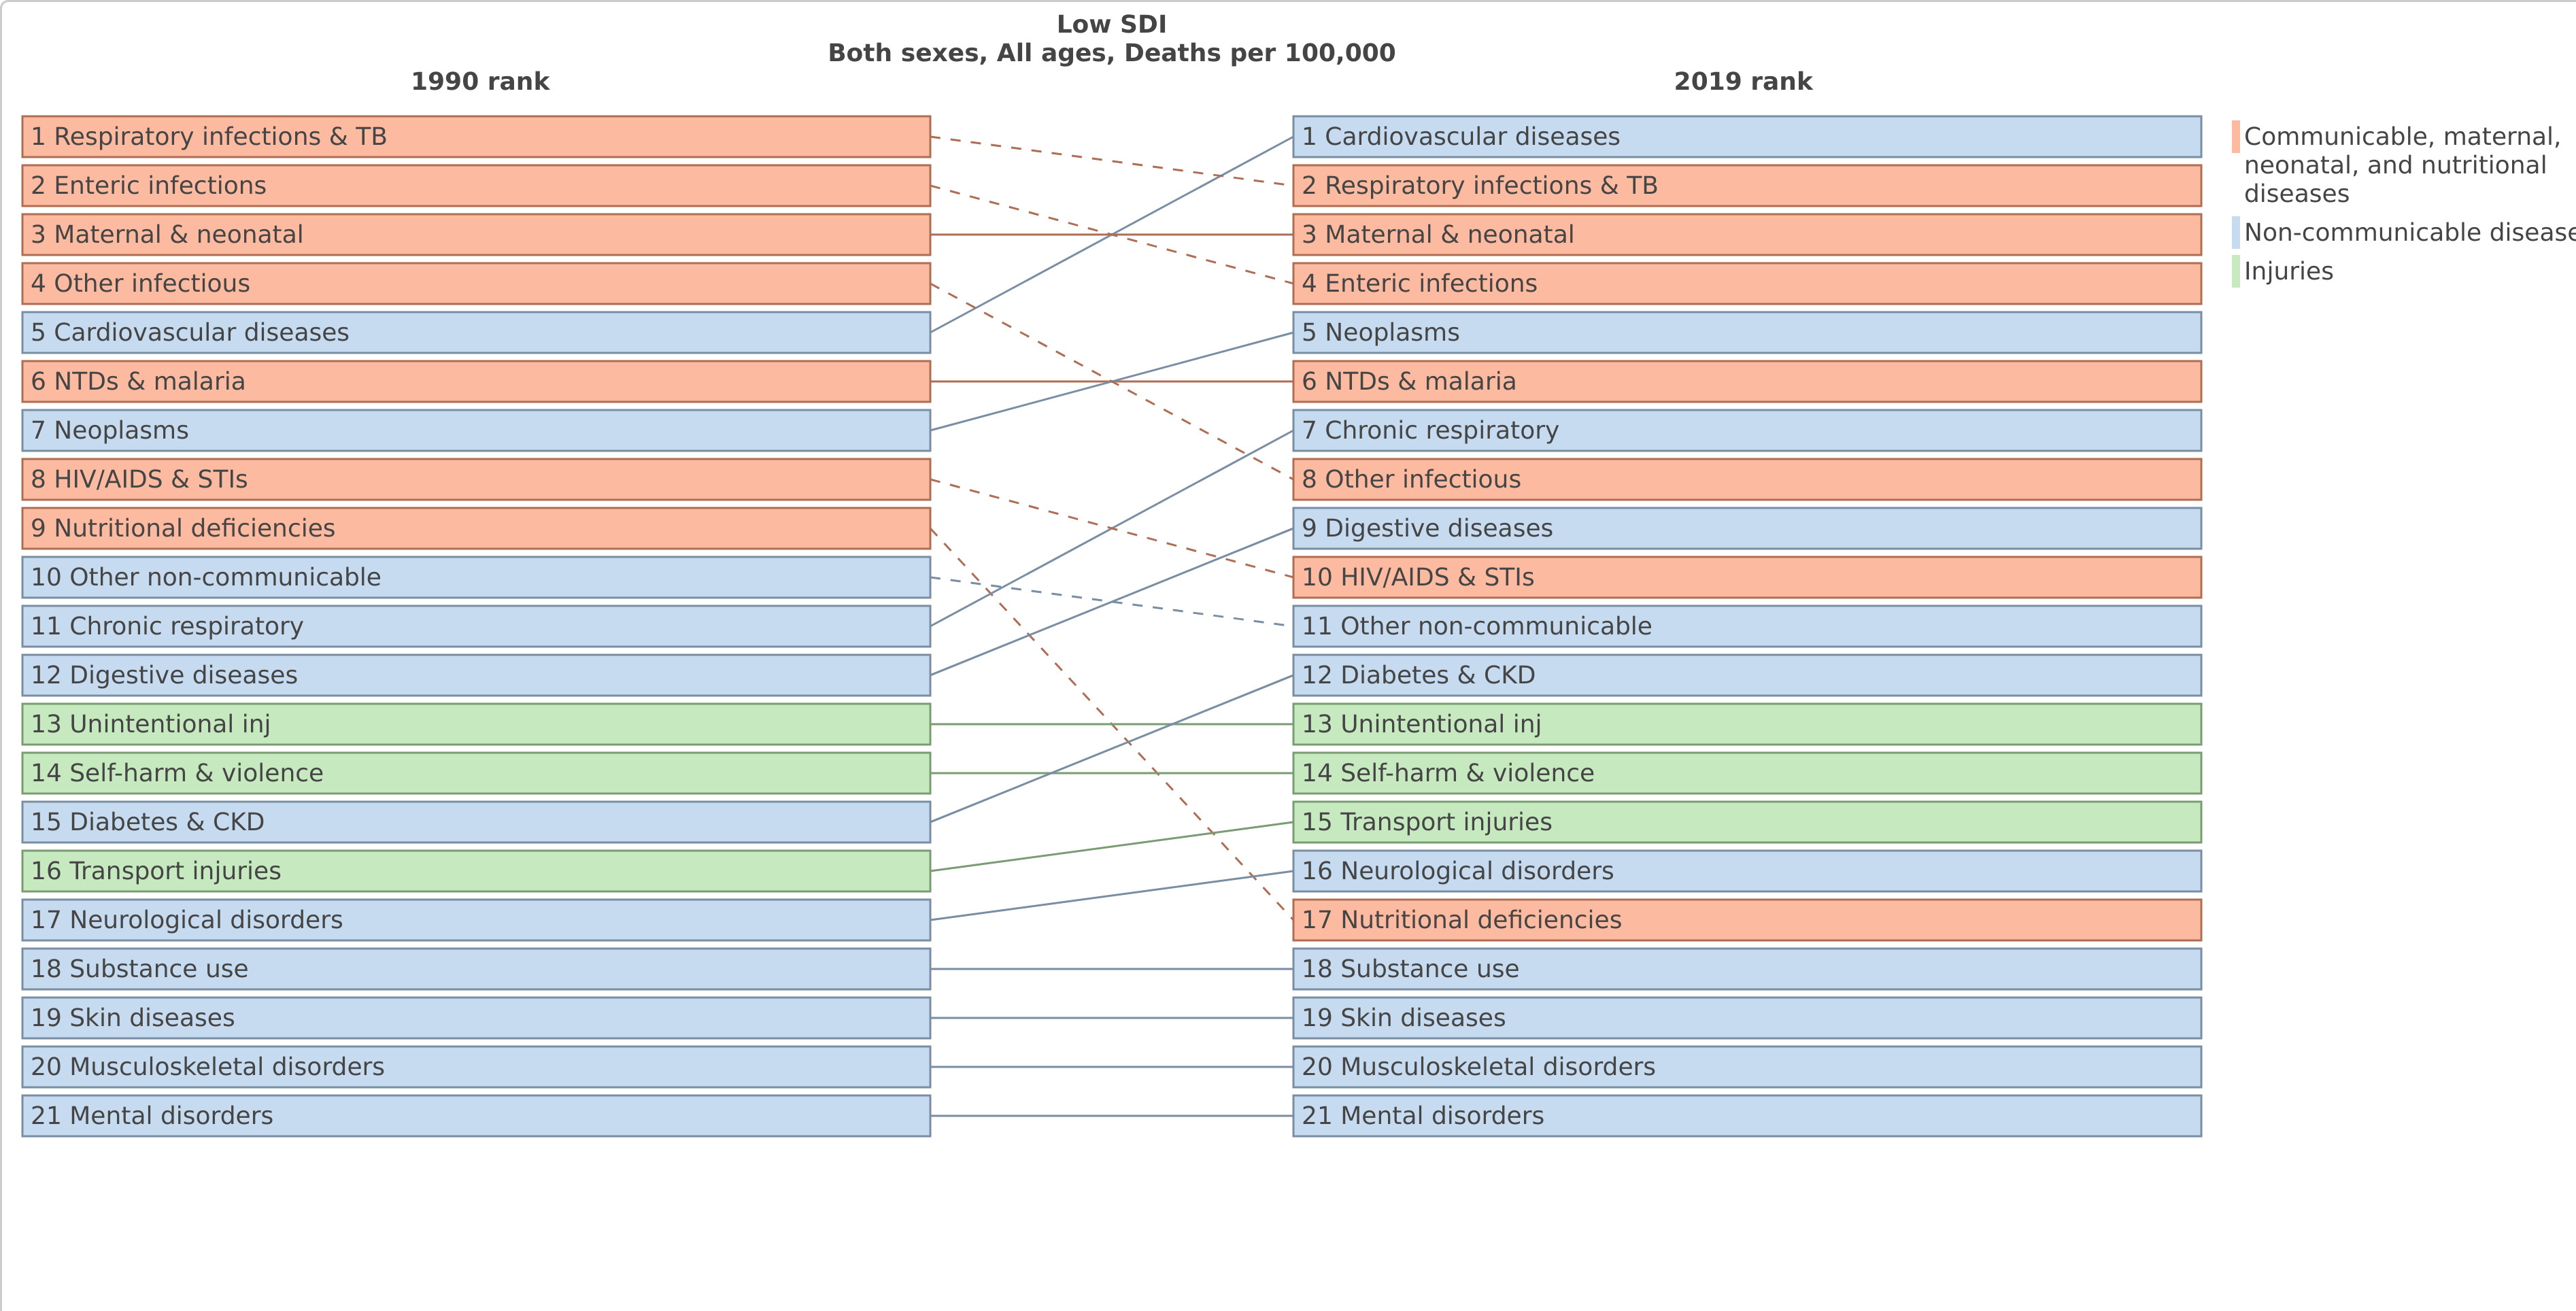 Low SDI
Both sexes, All ages, Deaths per 100,000
1990 rank
2019 rank
1 Respiratory infections & TB
2 Enteric infections
3 Maternal & neonatal
4 Other infectious
5 Cardiovascular diseases
6 NTDs & malaria
7 Neoplasms
8 HIV/AIDS & STIs
9 Nutritional deficiencies
10 Other non-communicable
11 Chronic respiratory
12 Digestive diseases
13 Unintentional inj
14 Self-harm & violence
15 Diabetes & CKD
16 Transport injuries
17 Neurological disorders
18 Substance use
19 Skin diseases
20 Musculoskeletal disorders
21 Mental disorders
1 Cardiovascular diseases
2 Respiratory infections & TB
3 Maternal & neonatal
4 Enteric infections
5 Neoplasms
6 NTDs & malaria
7 Chronic respiratory
8 Other infectious
9 Digestive diseases
10 HIV/AIDS & STIs
11 Other non-communicable
12 Diabetes & CKD
13 Unintentional inj
14 Self-harm & violence
15 Transport injuries
16 Neurological disorders
17 Nutritional deficiencies
18 Substance use
19 Skin diseases
20 Musculoskeletal disorders
21 Mental disorders
Communicable, maternal,
neonatal, and nutritional
diseases
Non-communicable disease
Injuries